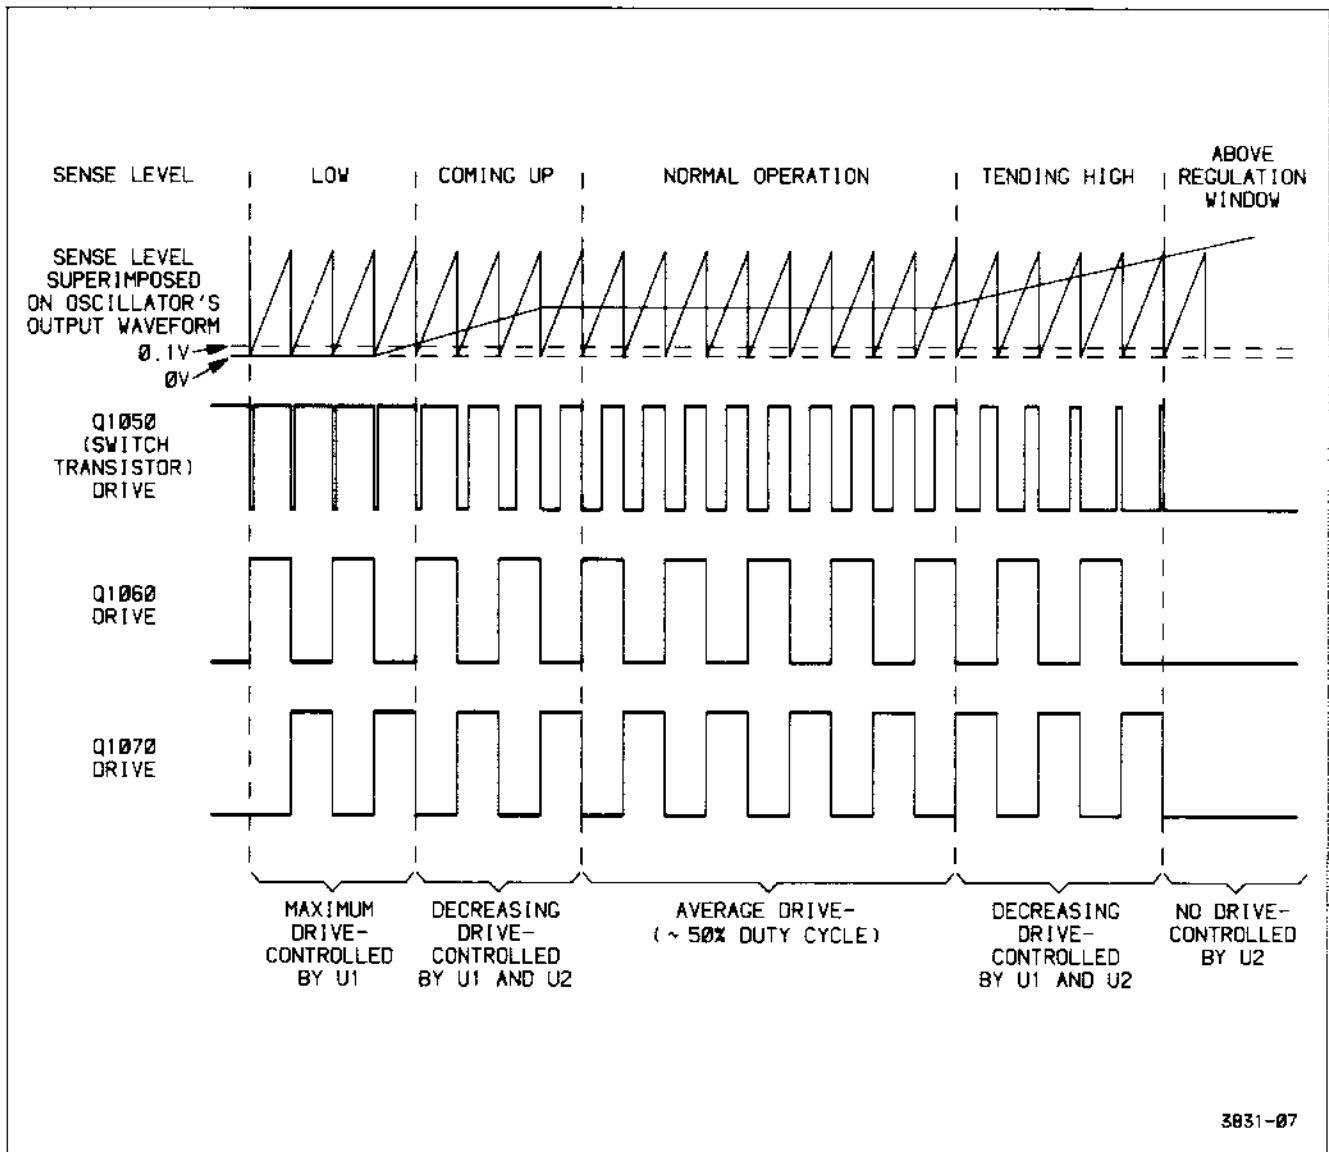 SENSE LEVEL
LOW
COMING UP
NORMAL OPERATION
TENDING HIGH
ABOVE
REGULATION
WINDOW
SENSE LEVEL
SUPERIMPOSED
ON OSCILLATOR'S
OUTPUT WAVEFORM
0.1V
0V
Q1050
(SWITCH
TRANSISTOR)
DRIVE
Q1060
DRIVE
Q1070
DRIVE
MAXIMUM
DRIVE-
CONTROLLED
BY U1
DECREASING
DRIVE-
CONTROLLED
BY U1 AND U2
AVERAGE DRIVE-
(~50% DUTY CYCLE)
DECREASING
DRIVE-
CONTROLLED
BY U1 AND U2
NO DRIVE-
CONTROLLED
BY U2
3831-07